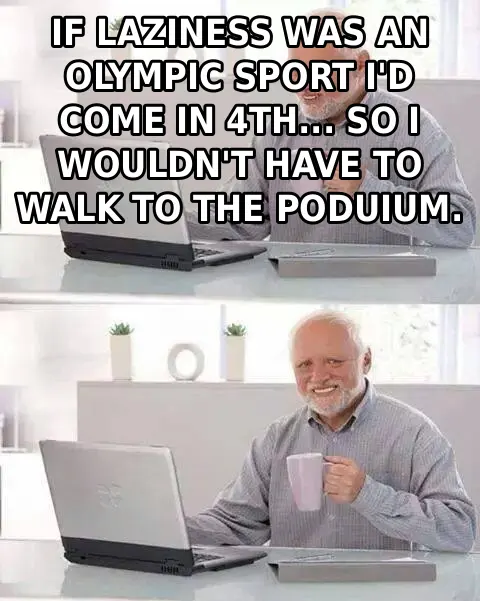 IF LAZINESS WAS AN
OLYMPIC SPORT I'D
COME IN 4TH... SO I
WOULDN'T HAVE TO
WALK TO THE PODUIUM.